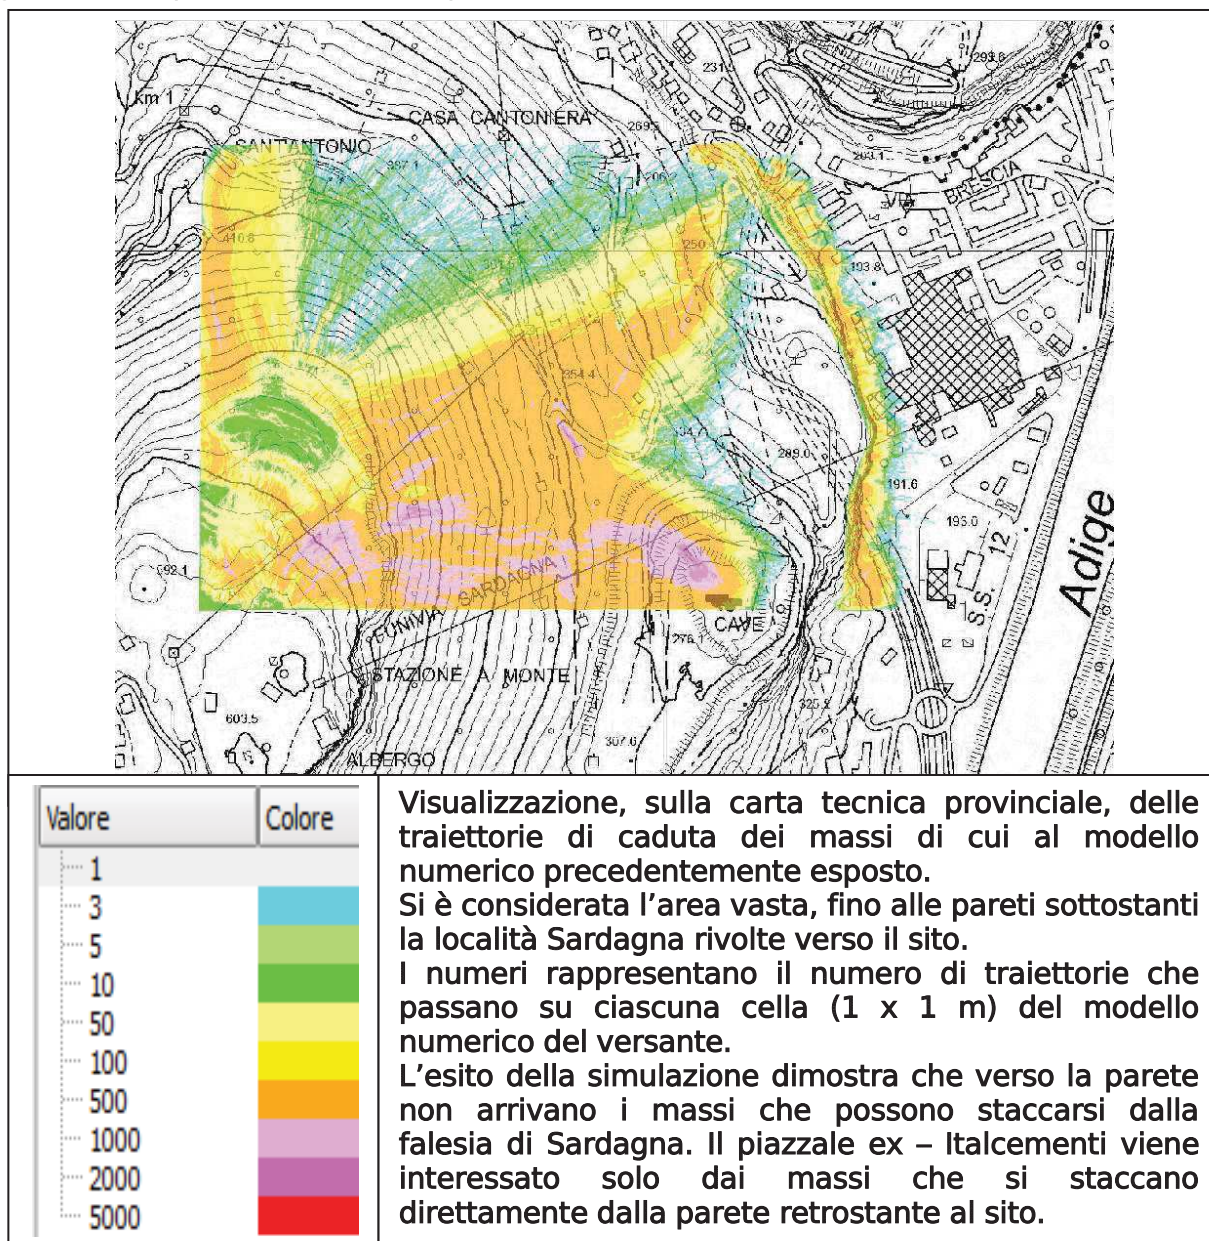 km 1
CASA CANTONIERA
SANT'ANTONIO
387.1
269.5
231.
293.6
203.1
VIA BRESCIA
410.8
250
193.8
354.4
289.0
191.6
193.0
S.S. 12
Adige
592.1
FUNIVIA SARDAGNA
CAVE
276
STAZIONE A MONTE
603.5
307.6
325.2
ALBERGO
Valore Colore
1
3
5
10
50
100
500
1000
2000
5000
Visualizzazione, sulla carta tecnica provinciale, delle
traiettorie di caduta dei massi di cui al modello
numerico precedentemente esposto.
Si è considerata l'area vasta, fino alle pareti sottostanti
la località Sardagna rivolte verso il sito.
I numeri rappresentano il numero di traiettorie che
passano su ciascuna cella (1 x 1 m) del modello
numerico del versante.
L'esito della simulazione dimostra che verso la parete
non arrivano i massi che possono staccarsi dalla
falesia di Sardagna. Il piazzale ex – Italcementi viene
interessato solo dai massi che si staccano
direttamente dalla parete retrostante al sito.